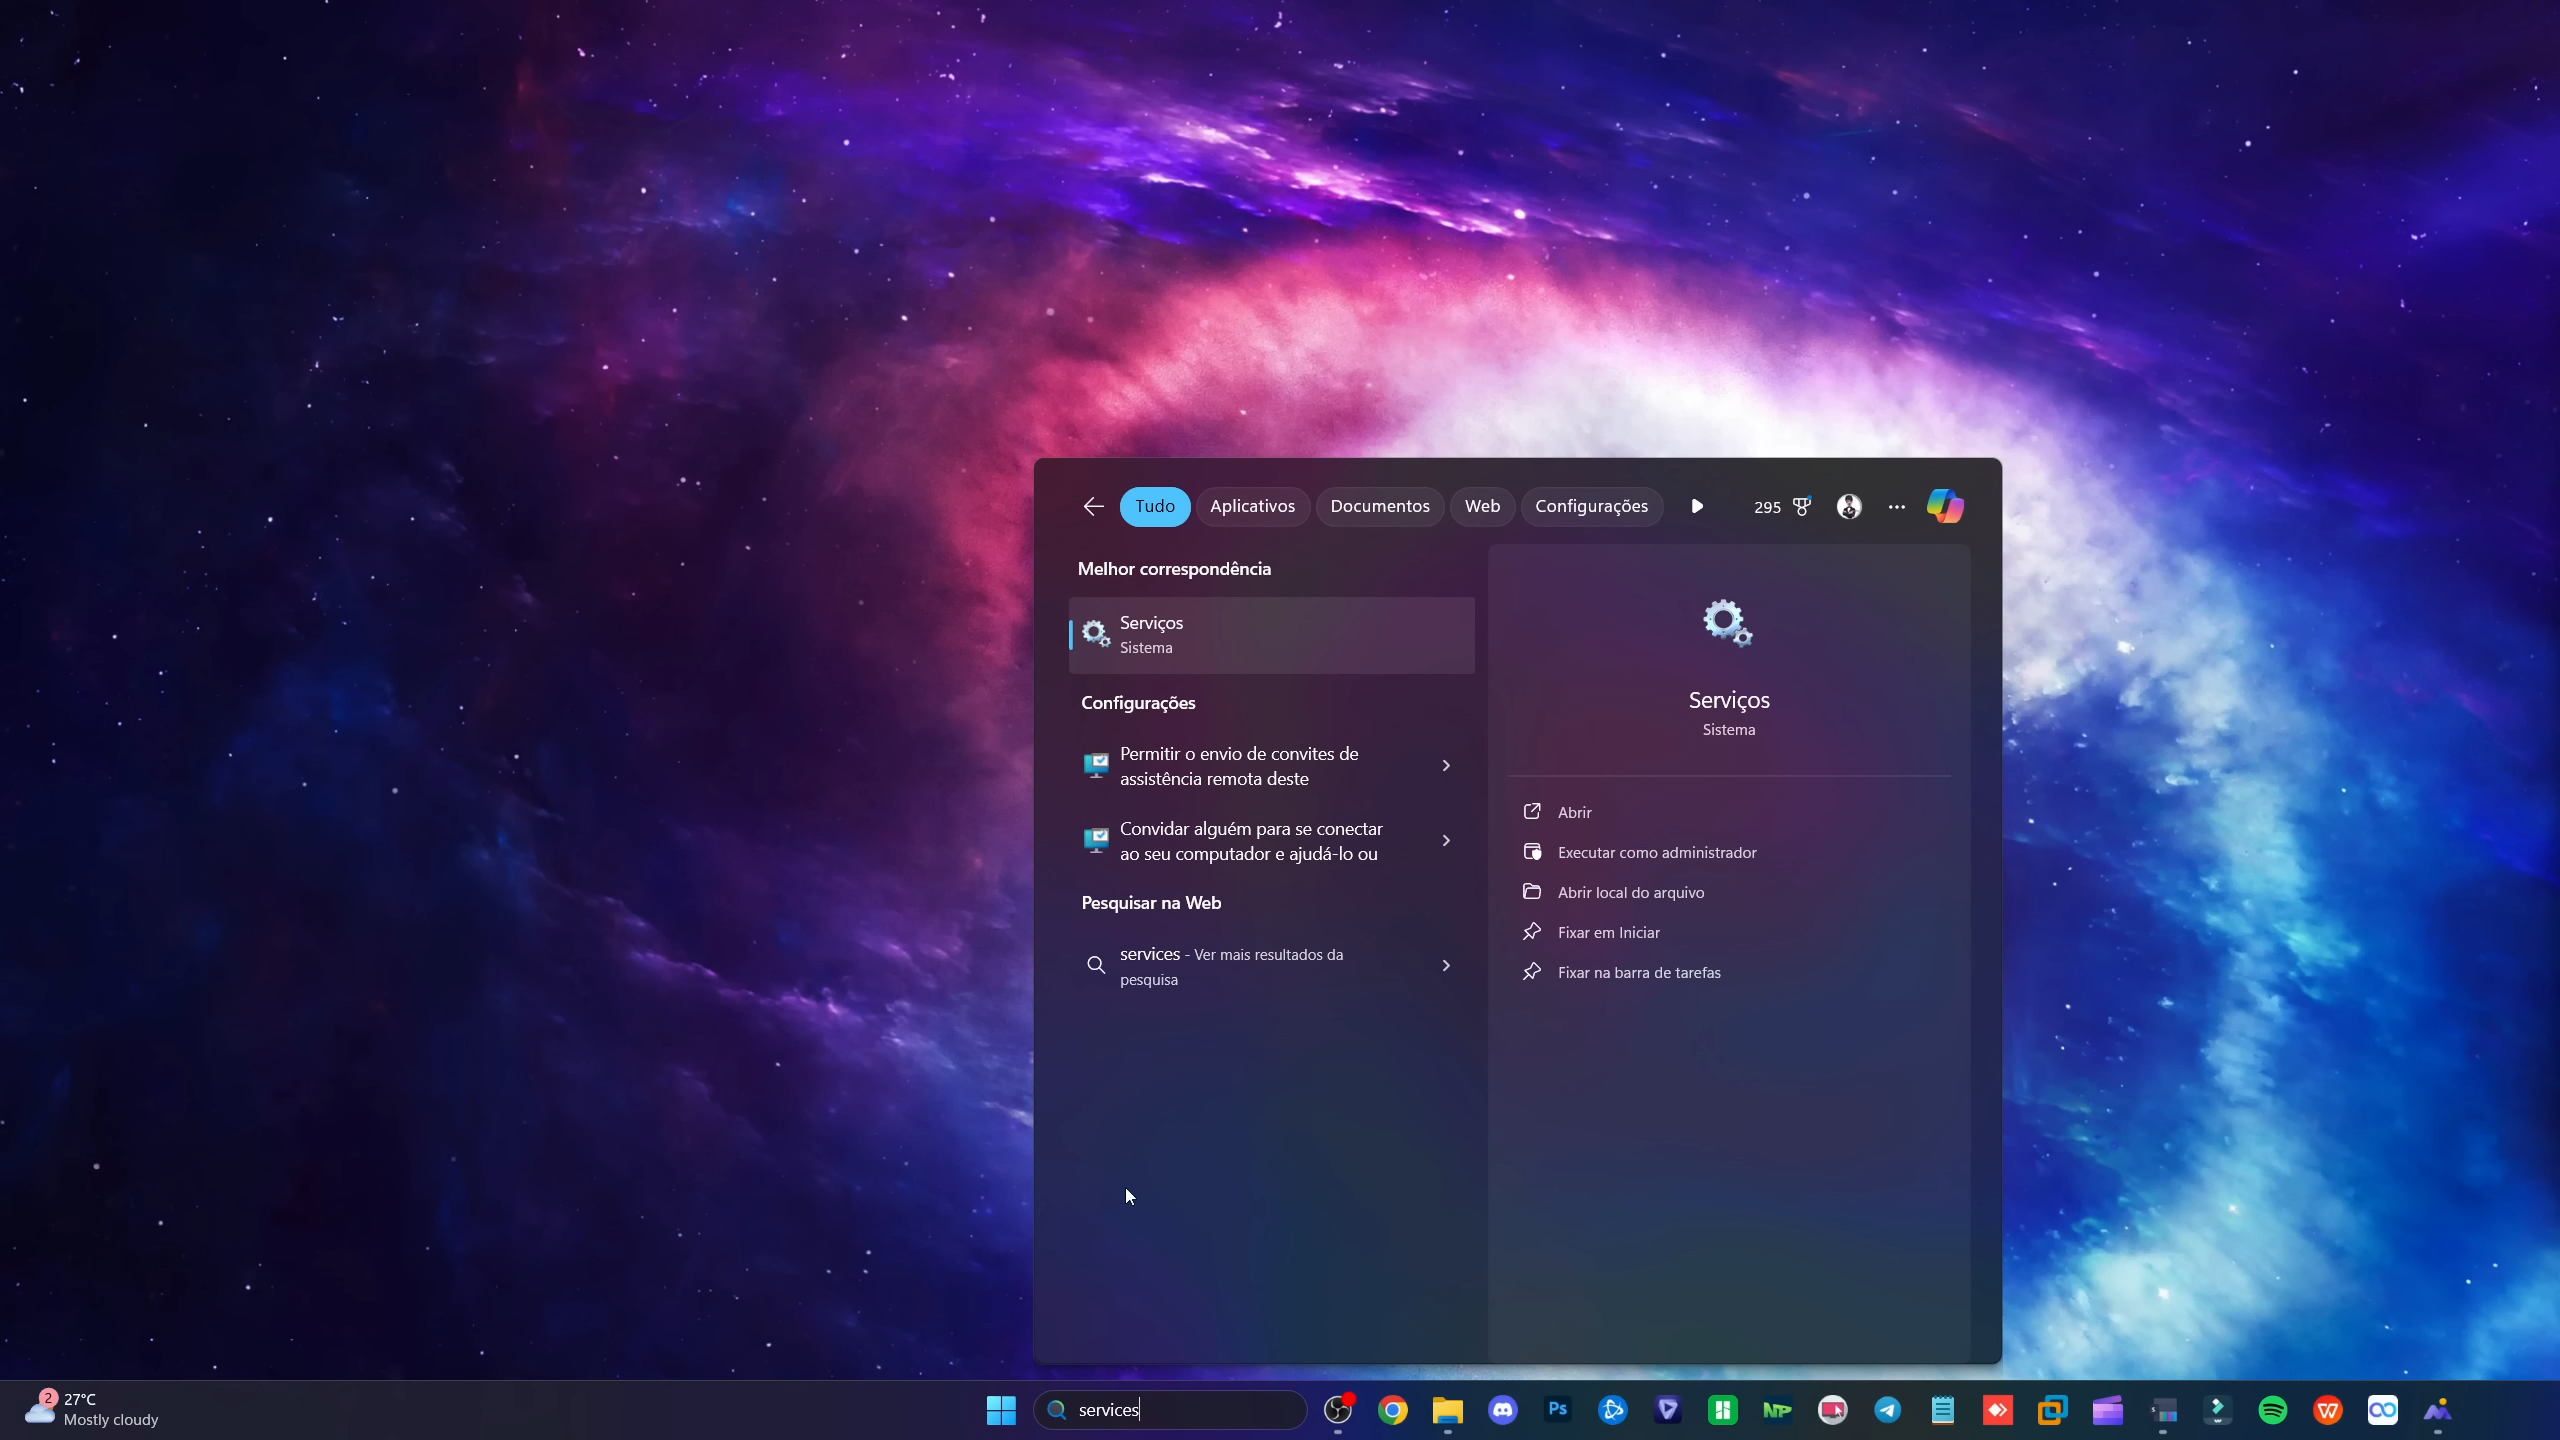 Tudo
Aplicativos
Documentos
Web
Configurações
295
Melhor correspondência
Serviços
Sistema
Configurações
Permitir o envio de convites de
assistência remota deste
Convidar alguém para se conectar
ao seu computador e ajudá-lo ou
Pesquisar na Web
services - Ver mais resultados da
pesquisa
Serviços
Sistema
Abrir
Executar como administrador
Abrir local do arquivo
Fixar em Iniciar
Fixar na barra de tarefas
2
27°C
Mostly cloudy
services
Ps
NP